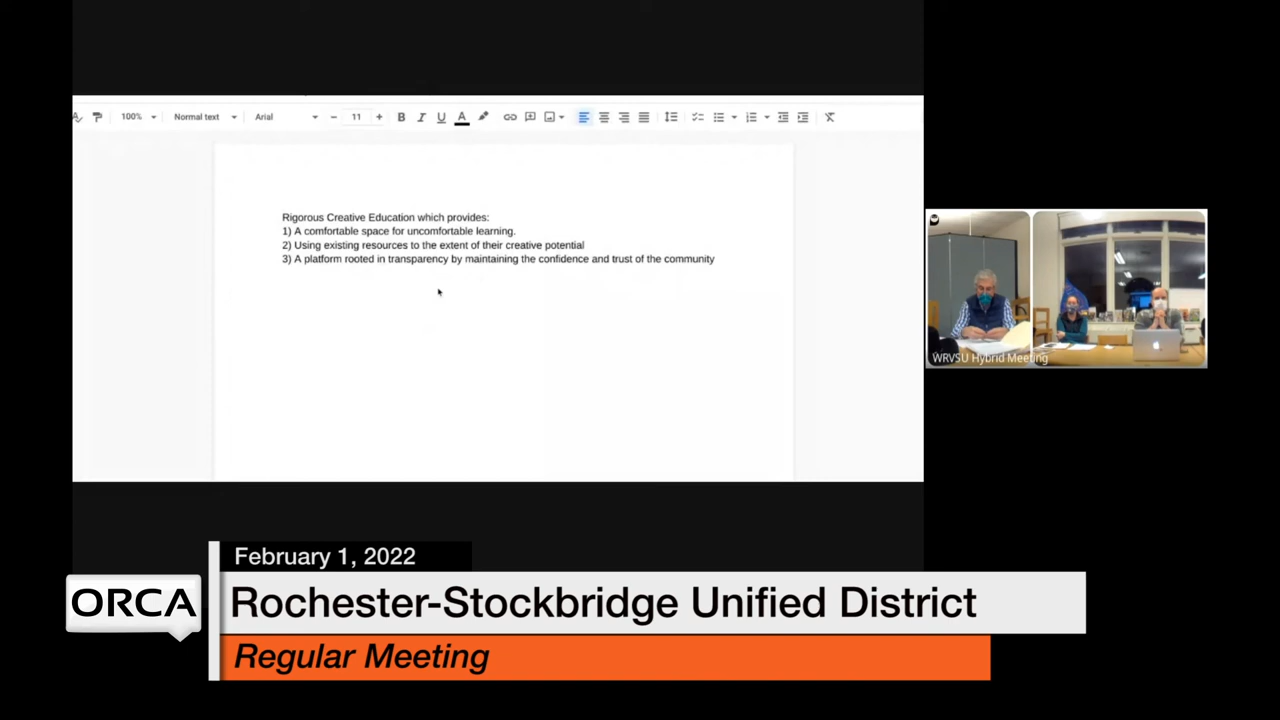 100%
Normal text
Arial
11
B
I
U
A
Rigorous Creative Education which provides:
1) A comfortable space for uncomfortable learning.
2) Using existing resources to the extent of their creative potential
3) A platform rooted in transparency by maintaining the confidence and trust of the community
WRVSU Hybrid Meeting
February 1, 2022
ORCA
Rochester-Stockbridge Unified District
Regular Meeting